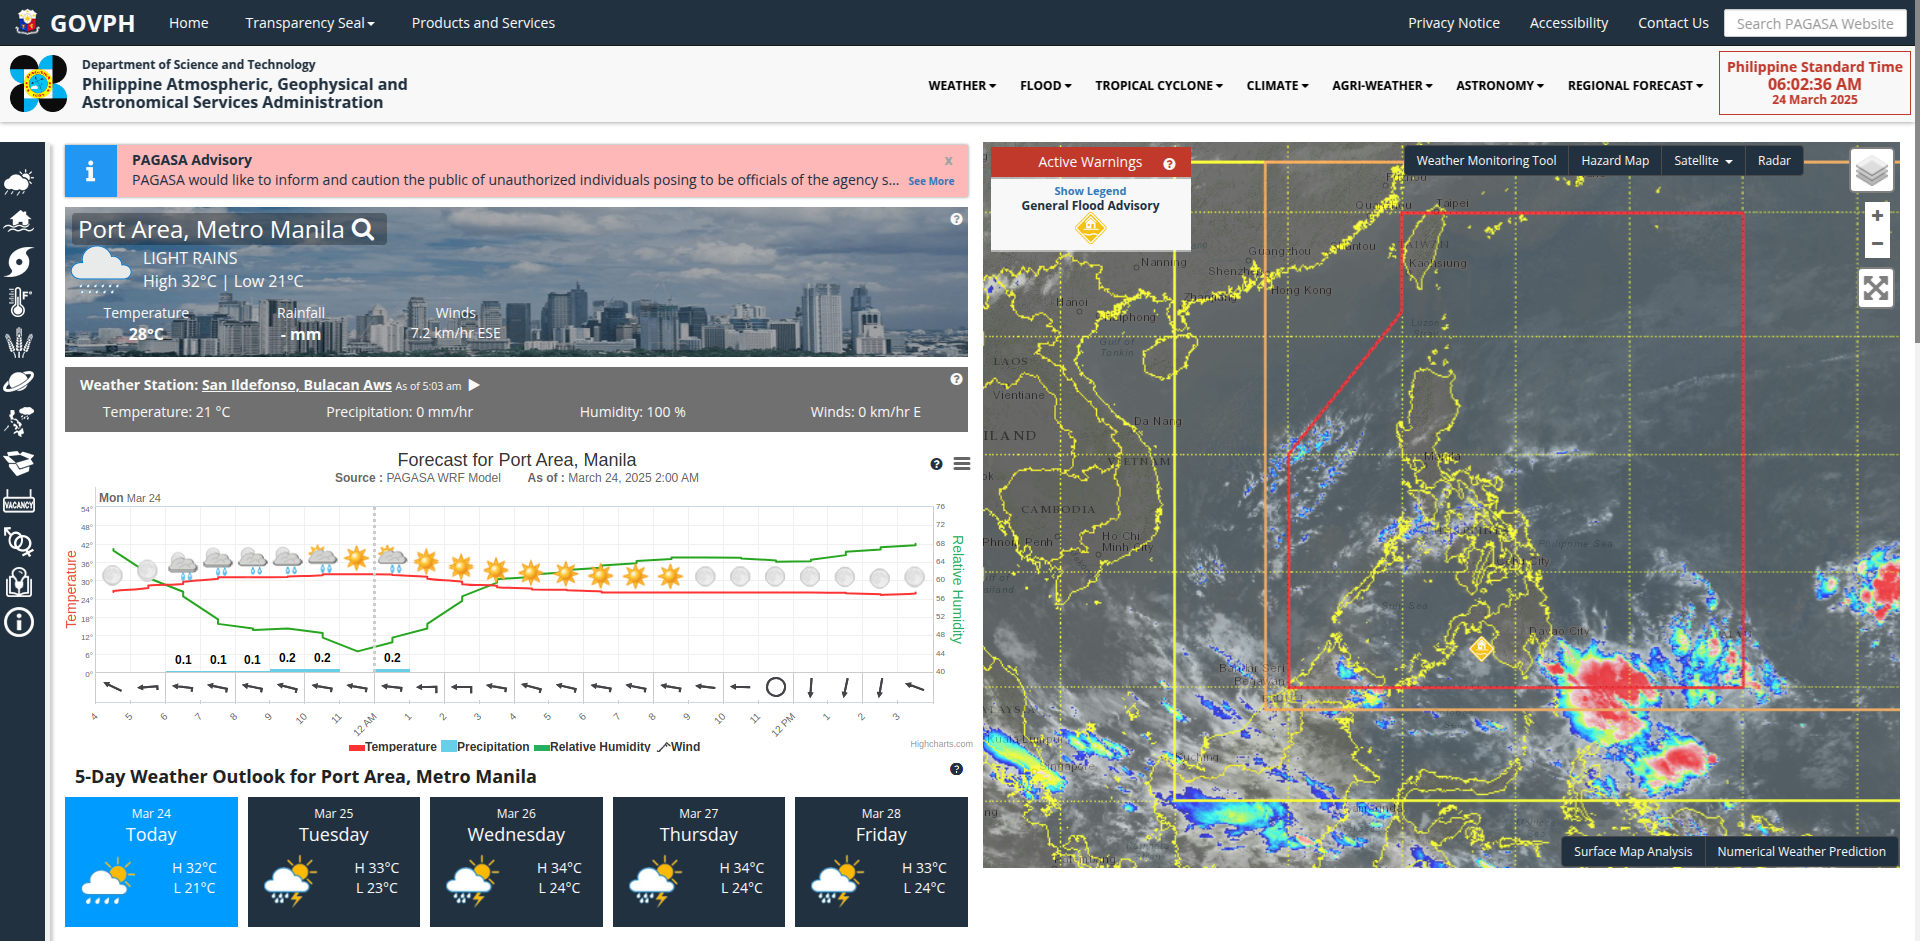 GOVPH
Home
Transparency Seal
Products and Services
Privacy Notice
Accessibility
Contact Us
Search PAGASA Website
Department of Science and Technology
Philippine Atmospheric, Geophysical and
Astronomical Services Administration
WEATHER
FLOOD
TROPICAL CYCLONE
CLIMATE
AGRI-WEATHER
ASTRONOMY
REGIONAL FORECAST
Philippine Standard Time
06:02:36 AM
24 March 2025
VACANCY
PAGASA Advisory
x
PAGASA would like to inform and caution the public of unauthorized individuals posing to be officials of the agency s... See More
Port Area, Metro Manila
LIGHT RAINS
High 32°C | Low 21°C
Temperature
28°C
Rainfall
- mm
Winds
7.2 km/hr ESE
Weather Station: San Ildefonso, Bulacan Aws As of 5:03 am
Temperature: 21 °C
Precipitation: 0 mm/hr
Humidity: 100 %
Winds: 0 km/hr E
Forecast for Port Area, Manila
Source : PAGASA WRF Model As of : March 24, 2025 2:00 AM
Mon Mar 24
Temperature
54°
48°
42°
36°
30°
24°
18°
12°
6°
0°
76
72
68
64
60
56
52
48
44
40
Relative Humidity
0.1 0.1 0.1 0.2 0.2 0.2
4 5 6 7 8 9 10 11 12 AM 1 2 3 4 5 6 7 8 9 10 11 12 PM 1 2 3
Temperature Precipitation Relative Humidity Wind
Highcharts.com
5-Day Weather Outlook for Port Area, Metro Manila
Mar 24
Today
H 32°C
L 21°C
Mar 25
Tuesday
H 33°C
L 23°C
Mar 26
Wednesday
H 34°C
L 24°C
Mar 27
Thursday
H 34°C
L 24°C
Mar 28
Friday
H 33°C
L 24°C
Active Warnings
Show Legend
General Flood Advisory
Weather Monitoring Tool
Hazard Map
Satellite
Radar
+
−
Taipei
Guangzhou
Kaohsiung
Nanning
Shenzhen
Hong Kong
Hanoi
Gulf of
Tonkin
Luzon
LAOS
Vientiane
Da Nang
VIETNAM
Manila
CAMBODIA
Phnom Penh
Ho Chi
Minh City
Philippine Sea
Davao City
Bandar Seri
Begawan
Kuala Lumpur
Singapore
Kuching
Samarinda
Surface Map Analysis
Numerical Weather Prediction